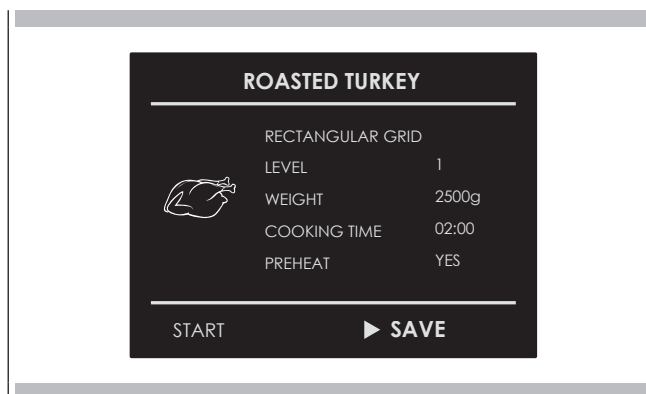 ROASTED TURKEY
RECTANGULAR GRID
LEVEL 1
WEIGHT 2500g
COOKING TIME 02:00
PREHEAT YES
START ▶ SAVE